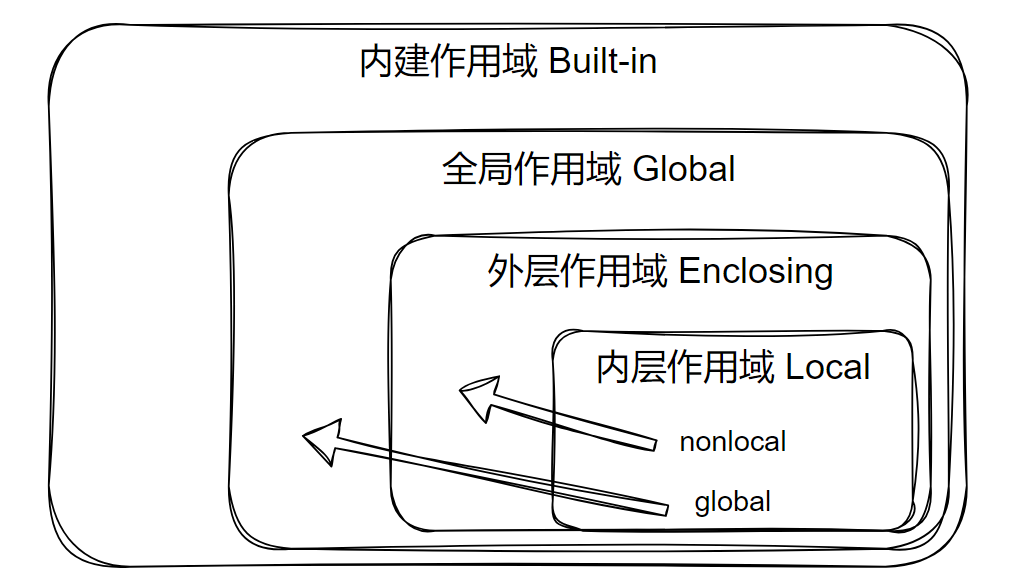 内建作用域 Built-in
全局作用域 Global
外层作用域 Enclosing
内层作用域 Local
nonlocal
global